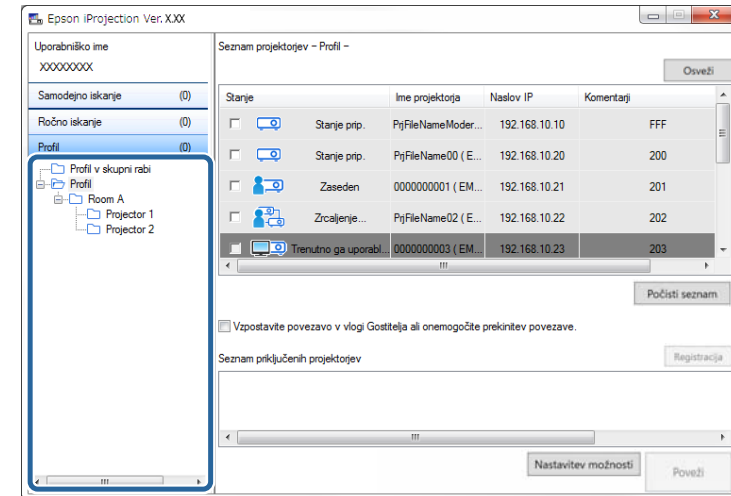 Epson iProjection Ver. X.XX
Uporabniško ime
XXXXXXXX
Samodejno iskanje (0)
Ročno iskanje (0)
Profil (0)
Profil v skupni rabi
Profil
Room A
Projector 1
Projector 2
Seznam projektorjev – Profil –
Osveži
Stanje Ime projektorja Naslov IP Komentarji
Stanje prip. PrjFileNameModer... 192.168.10.10 FFF
Stanje prip. PrjFileName00 ( E... 192.168.10.20 200
Zaseden 0000000001 ( EM... 192.168.10.21 201
Zrcaljenje... PrjFileName02 ( E... 192.168.10.22 202
Trenutno ga uporabl... 0000000003 ( EM... 192.168.10.23 203
Počisti seznam
Vzpostavite povezavo v vlogi Gostitelja ali onemogočite prekinitev povezave.
Seznam priključenih projektorjev
Registracija
Nastavitev možnosti
Poveži